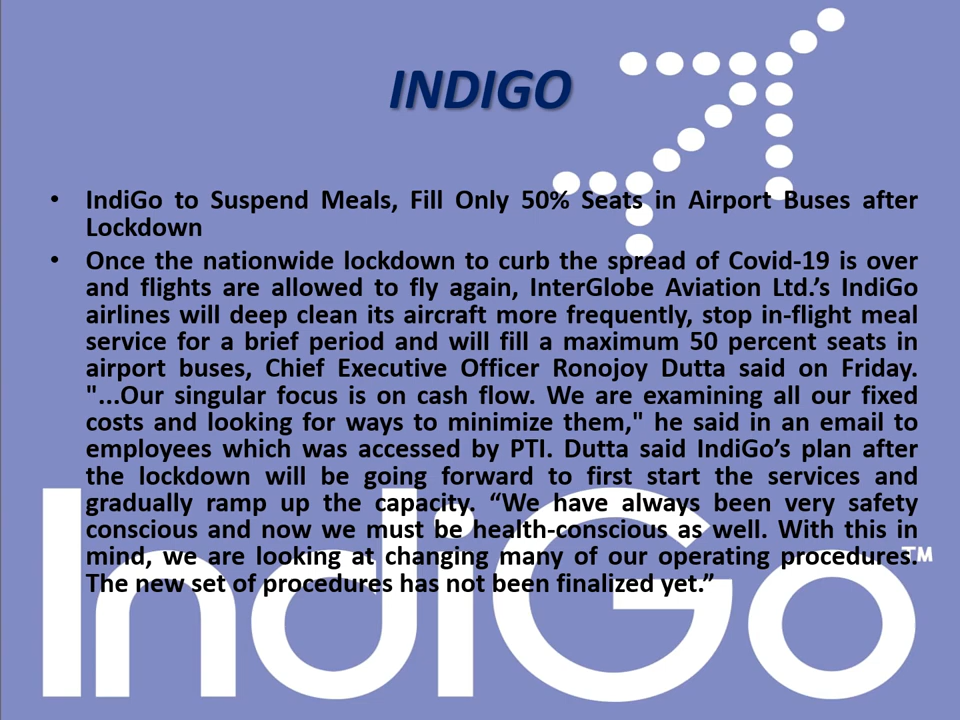 INDIGO
• IndiGo to Suspend Meals, Fill Only 50% Seats in Airport Buses after
Lockdown
• Once the nationwide lockdown to curb the spread of Covid-19 is over
and flights are allowed to fly again, InterGlobe Aviation Ltd.’s IndiGo
airlines will deep clean its aircraft more frequently, stop in-flight meal
service for a brief period and will fill a maximum 50 percent seats in
airport buses, Chief Executive Officer Ronojoy Dutta said on Friday.
"...Our singular focus is on cash flow. We are examining all our fixed
costs and looking for ways to minimize them," he said in an email to
employees which was accessed by PTI. Dutta said IndiGo’s plan after
the lockdown will be going forward to first start the services and
gradually ramp up the capacity. “We have always been very safety
conscious and now we must be health-conscious as well. With this in
mind, we are looking at changing many of our operating procedures.
The new set of procedures has not been finalized yet.”
IndiGo™